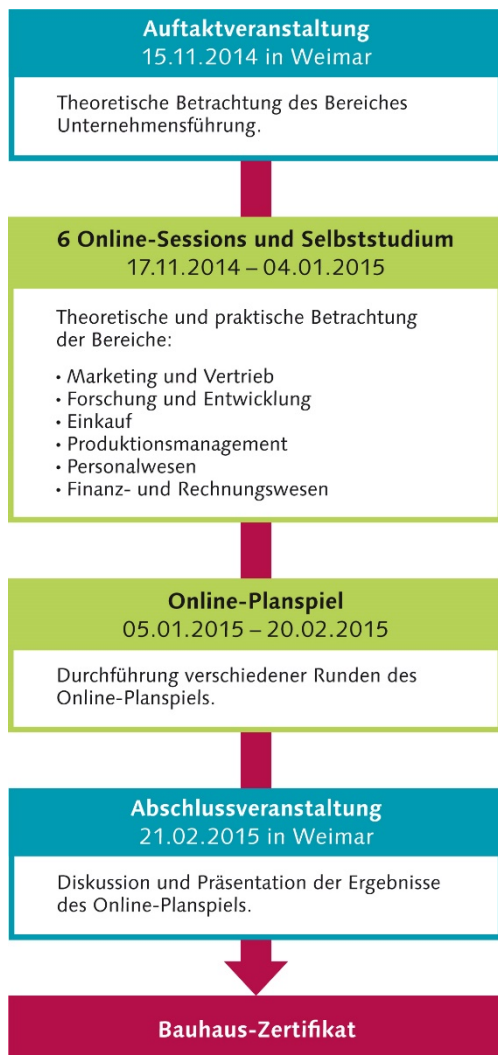 Auftaktveranstaltung
15.11.2014 in Weimar
Theoretische Betrachtung des Bereiches
Unternehmensführung.
6 Online-Sessions und Selbststudium
17.11.2014 – 04.01.2015
Theoretische und praktische Betrachtung
der Bereiche:
• Marketing und Vertrieb
• Forschung und Entwicklung
• Einkauf
• Produktionsmanagement
• Personalwesen
• Finanz- und Rechnungswesen
Online-Planspiel
05.01.2015 – 20.02.2015
Durchführung verschiedener Runden des
Online-Planspiels.
Abschlussveranstaltung
21.02.2015 in Weimar
Diskussion und Präsentation der Ergebnisse
des Online-Planspiels.
Bauhaus-Zertifikat